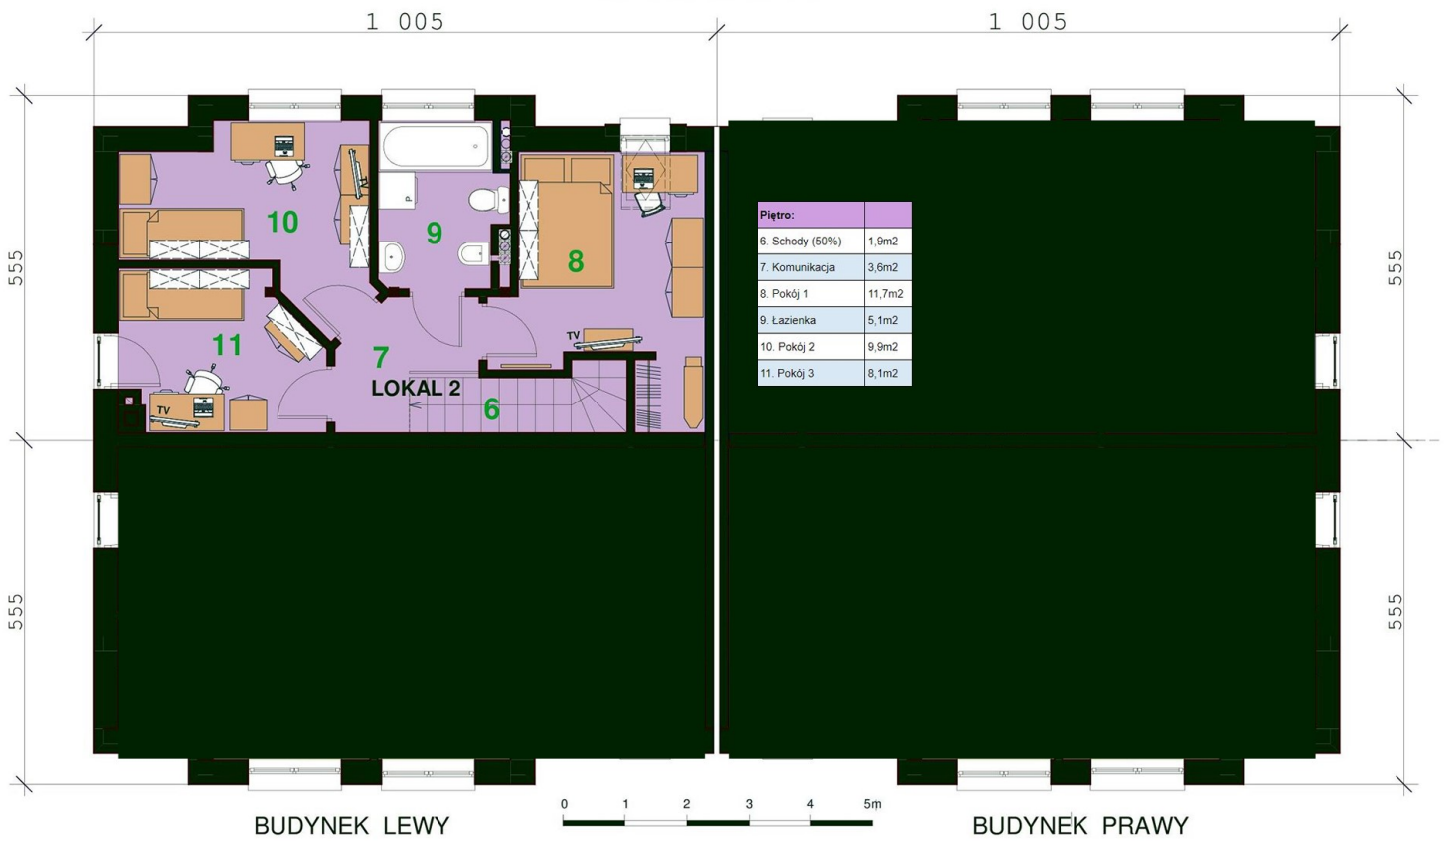 1 005
1 005
555
555
555
555
10
TV
9
P
8
TV
11
7
LOKAL 2
6
TV
Piętro:
6. Schody (50%) 1,9m2
7. Komunikacja 3,6m2
8. Pokój 1 11,7m2
9. Łazienka 5,1m2
10. Pokój 2 9,9m2
11. Pokój 3 8,1m2
0 1 2 3 4 5m
BUDYNEK LEWY
BUDYNEK PRAWY